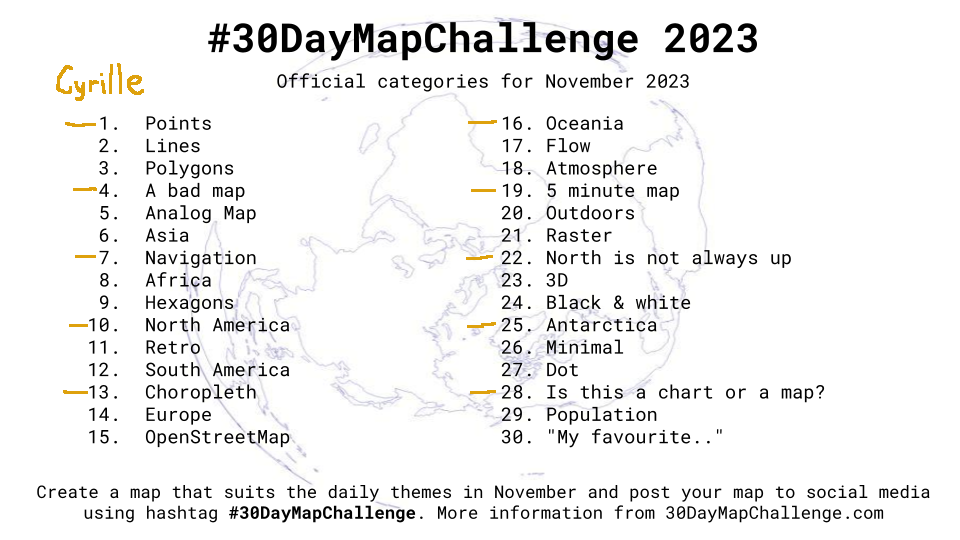 #30DayMapChallenge 2023
Cyrille
Official categories for November 2023
1. Points
2. Lines
3. Polygons
4. A bad map
5. Analog Map
6. Asia
7. Navigation
8. Africa
9. Hexagons
10. North America
11. Retro
12. South America
13. Choropleth
14. Europe
15. OpenStreetMap
16. Oceania
17. Flow
18. Atmosphere
19. 5 minute map
20. Outdoors
21. Raster
22. North is not always up
23. 3D
24. Black & white
25. Antarctica
26. Minimal
27. Dot
28. Is this a chart or a map?
29. Population
30. "My favourite.."
Create a map that suits the daily themes in November and post your map to social media
using hashtag #30DayMapChallenge. More information from 30DayMapChallenge.com